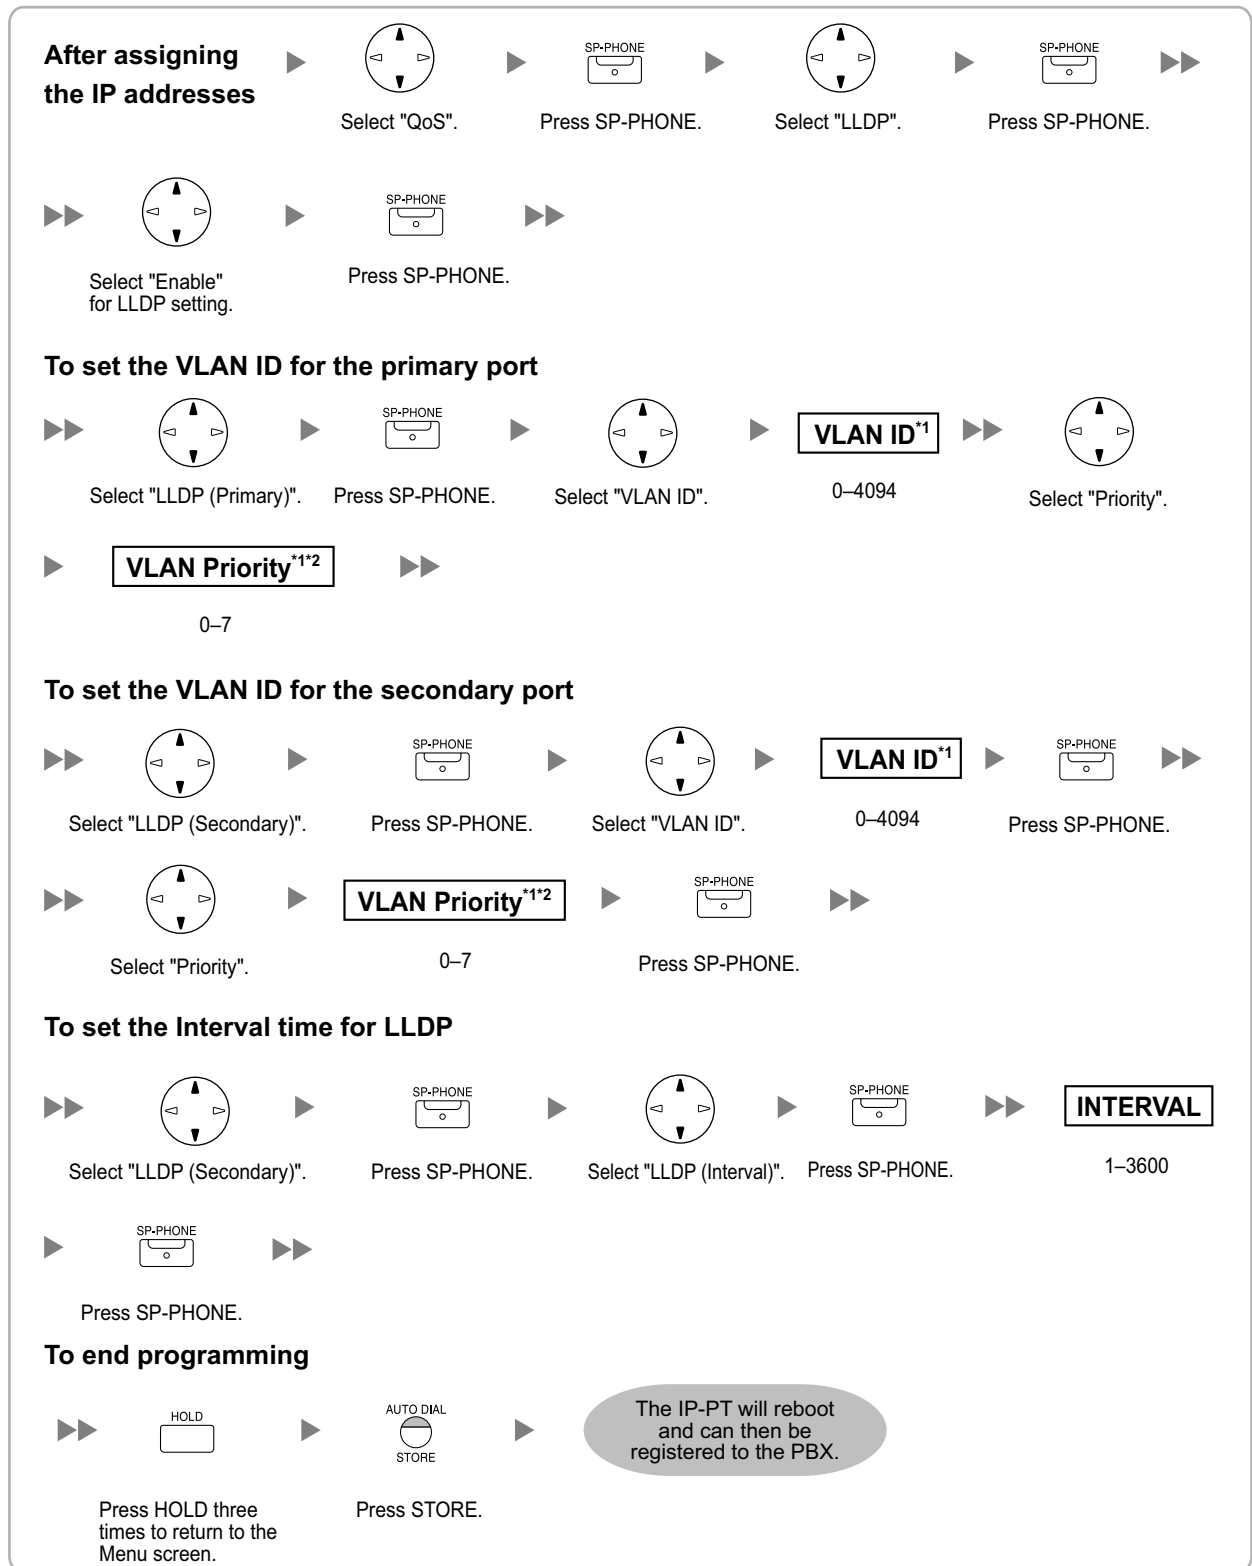 After assigning
the IP addresses
SP-PHONE
SP-PHONE
Select "QoS".
Press SP-PHONE.
Select "LLDP".
Press SP-PHONE.
SP-PHONE
Select "Enable"
for LLDP setting.
Press SP-PHONE.
To set the VLAN ID for the primary port
SP-PHONE
VLAN ID*1
Select "LLDP (Primary)".
Press SP-PHONE.
Select "VLAN ID".
0–4094
Select "Priority".
VLAN Priority*1*2
0–7
To set the VLAN ID for the secondary port
SP-PHONE
VLAN ID*1
SP-PHONE
Select "LLDP (Secondary)".
Press SP-PHONE.
Select "VLAN ID".
0–4094
Press SP-PHONE.
VLAN Priority*1*2
SP-PHONE
Select "Priority".
0–7
Press SP-PHONE.
To set the Interval time for LLDP
SP-PHONE
SP-PHONE
INTERVAL
Select "LLDP (Secondary)".
Press SP-PHONE.
Select "LLDP (Interval)".
Press SP-PHONE.
1–3600
SP-PHONE
Press SP-PHONE.
To end programming
HOLD
AUTO DIAL
STORE
The IP-PT will reboot
and can then be
registered to the PBX.
Press HOLD three
times to return to the
Menu screen.
Press STORE.